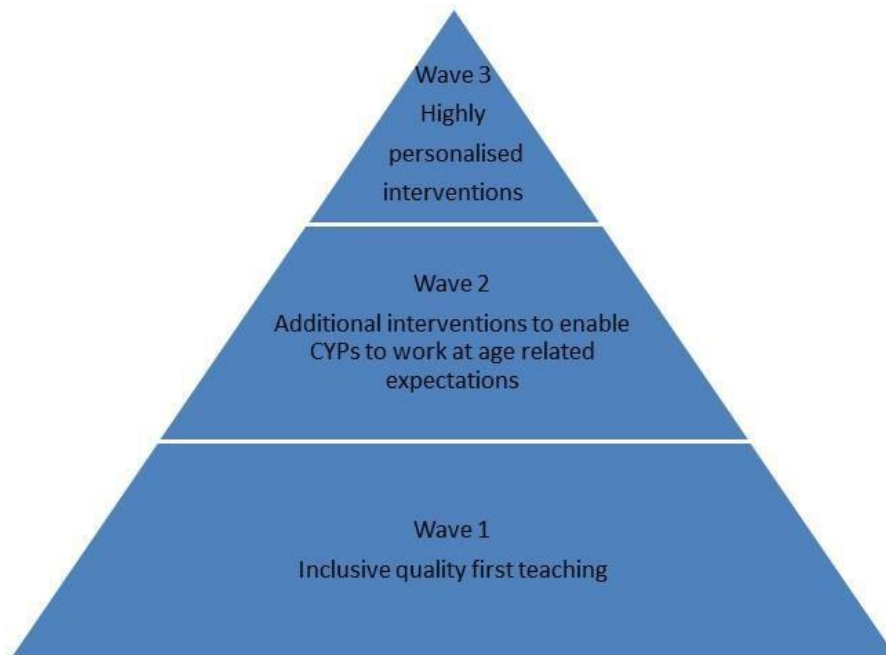 Wave 3
Highly
personalised
interventions
Wave 2
Additional interventions to enable
CYPs to work at age related
expectations
Wave 1
Inclusive quality first teaching